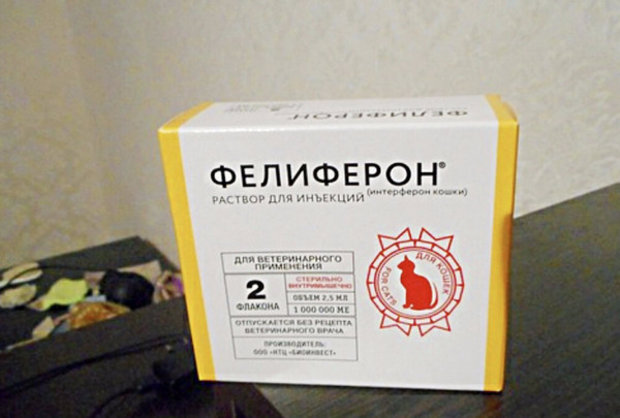 ФЕЛИФЕРОН®
ФЕЛИФЕРОН®
(интерферон кошки)
РАСТВОР ДЛЯ ИНЪЕКЦИЙ
ДЛЯ ВЕТЕРИНАРНОГО
ПРИМЕНЕНИЯ
2
ФЛАКОНА
СТЕРИЛЬНО
ВНУТРИМЫШЕЧНО
ОБЪЕМ 2,5 МЛ
1 000 000 МЕ
ОТПУСКАЕТСЯ БЕЗ РЕЦЕПТА
ВЕТЕРИНАРНОГО ВРАЧА
ПРОИЗВОДИТЕЛЬ:
ООО «НТЦ «БИОИНВЕСТ»
ДЛЯ КОШЕК
FOR CATS